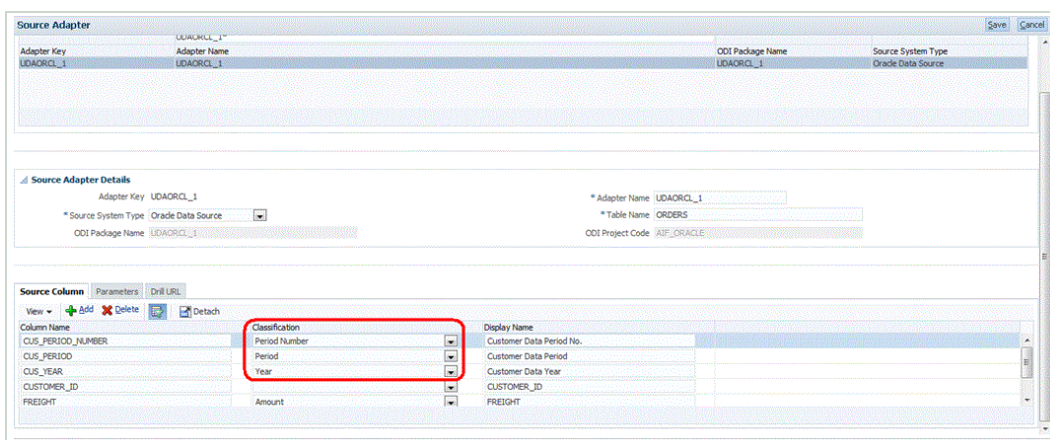 Source Adapter Save Cancel
UDAORCL_1*
Adapter Key Adapter Name ODI Package Name Source System Type
UDAORCL_1 UDAORCL_1 UDAORCL_1 Oracle Data Source
Source Adapter Details
Adapter Key UDAORCL_1 * Adapter Name UDAORCL_1
* Source System Type Oracle Data Source * Table Name ORDERS
ODI Package Name UDAORCL_1 ODI Project Code AIF_ORACLE
Source Column Parameters Drill URL
View Add Delete Detach
Column Name Classification Display Name
CUS_PERIOD_NUMBER Period Number Customer Data Period No.
CUS_PERIOD Period Customer Data Period
CUS_YEAR Year Customer Data Year
CUSTOMER_ID CUSTOMER_ID
FREIGHT Amount FREIGHT